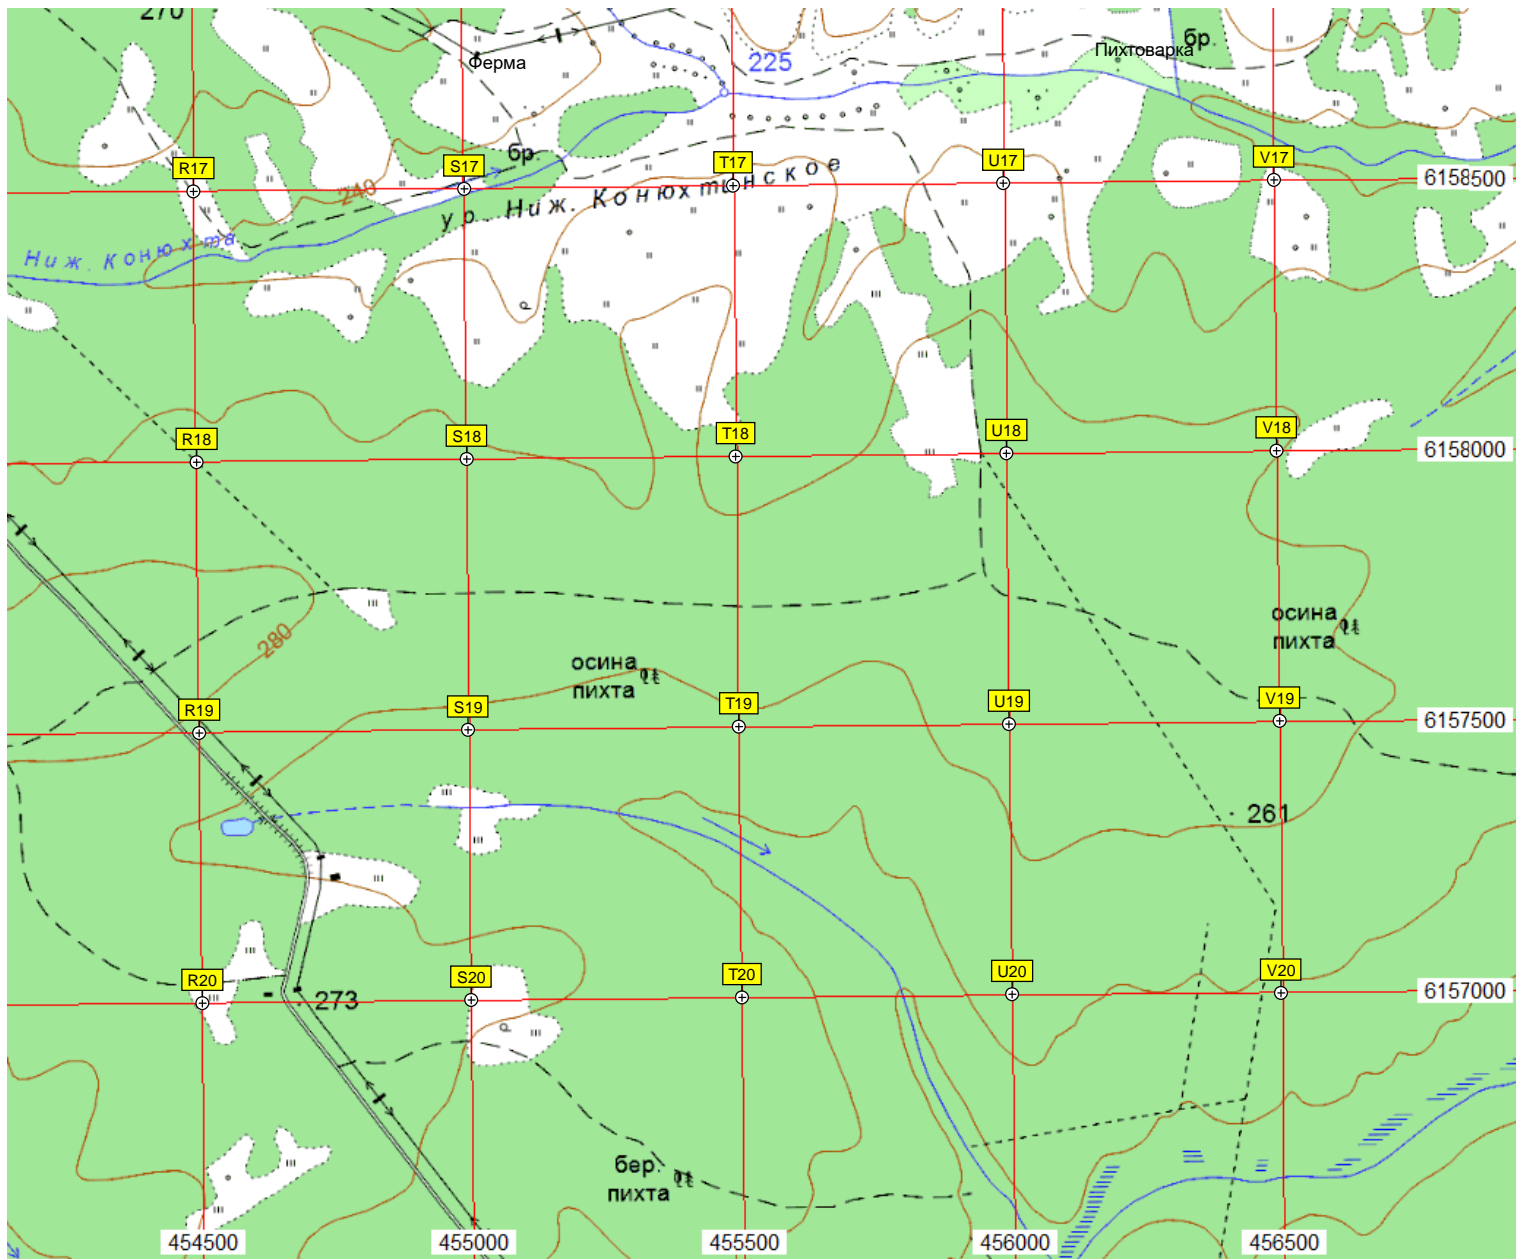 270
Ферма
225
Пихтоварка
бр.
R17
S17
бр.
T17
U17
V17
6158500
240
ур. Ниж. Конюхтинское
Ниж. Конюхта
R18
S18
T18
U18
V18
6158000
280
осина
пихта
осина
пихта
R19
S19
T19
U19
V19
6157500
261
R20
S20
T20
U20
V20
6157000
273
бер.
пихта
454500
455000
455500
456000
456500